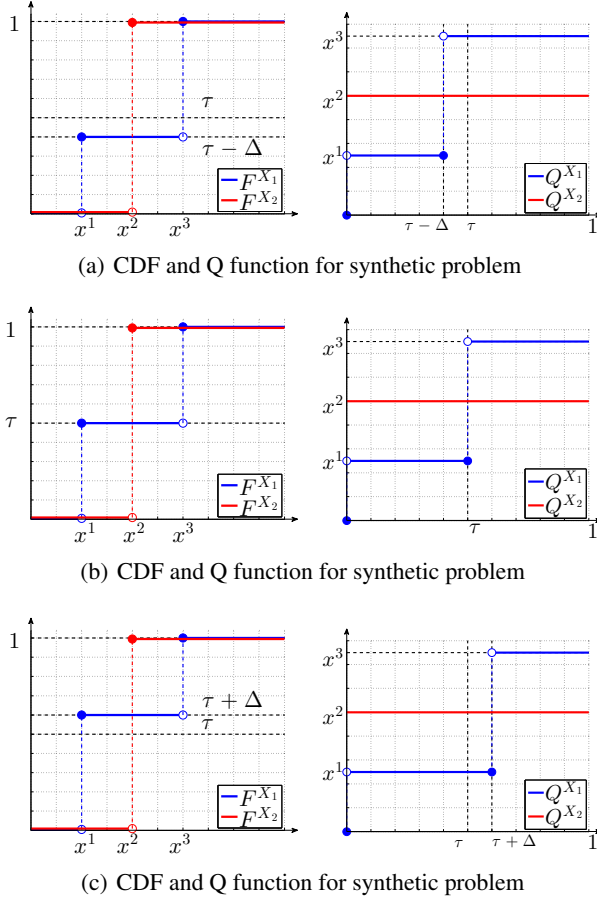 1
τ
τ − Δ
F^{X_1}
F^{X_2}
x^1
x^2
x^3
x^3
x^2
x^1
Q^{X_1}
Q^{X_2}
τ − Δ
τ
1
(a) CDF and Q function for synthetic problem
1
τ
F^{X_1}
F^{X_2}
x^1
x^2
x^3
x^3
x^2
x^1
Q^{X_1}
Q^{X_2}
τ
1
(b) CDF and Q function for synthetic problem
1
τ + Δ
τ
F^{X_1}
F^{X_2}
x^1
x^2
x^3
x^3
x^2
x^1
Q^{X_1}
Q^{X_2}
τ
τ + Δ
1
(c) CDF and Q function for synthetic problem